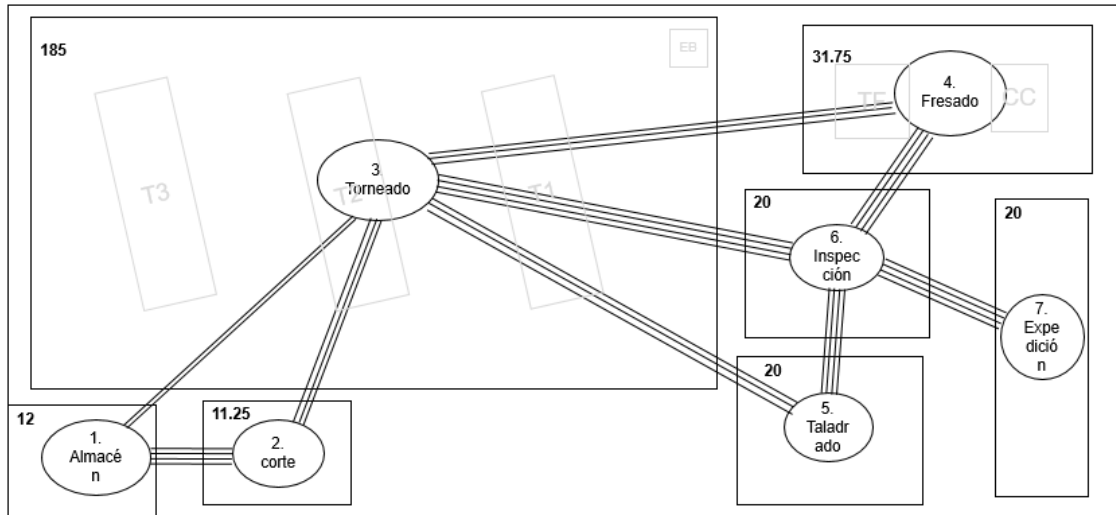 185
EB
31.75
TF
4.
Fresado
CC
T3
3.
Torneado
T2
T1
20
6.
Inspec
ción
20
7.
Expe
dició
n
12
1.
Almacé
n
11.25
2.
corte
20
5.
Taladr
ado